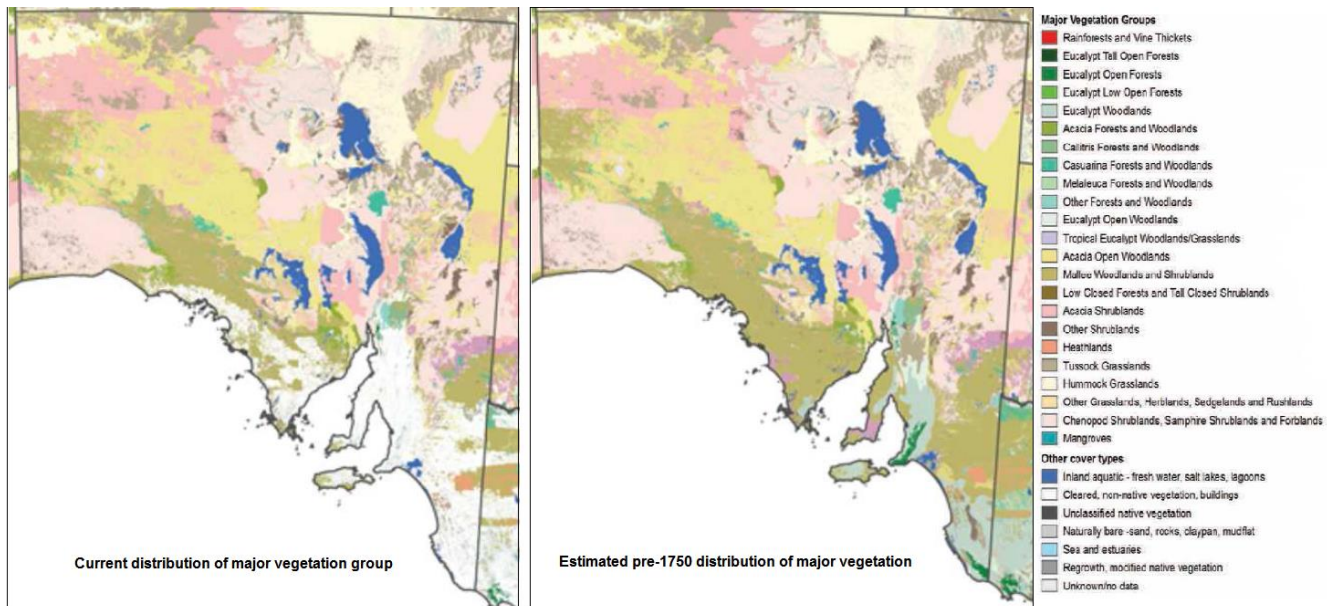 Current distribution of major vegetation group
Estimated pre-1750 distribution of major vegetation
Major Vegetation Groups
Rainforests and Vine Thickets
Eucalypt Tall Open Forests
Eucalypt Open Forests
Eucalypt Low Open Forests
Eucalypt Woodlands
Acacia Forests and Woodlands
Callitris Forests and Woodlands
Casuarina Forests and Woodlands
Melaleuca Forests and Woodlands
Other Forests and Woodlands
Eucalypt Open Woodlands
Tropical Eucalypt Woodlands/Grasslands
Acacia Open Woodlands
Mallee Woodlands and Shrublands
Low Closed Forests and Tall Closed Shrublands
Acacia Shrublands
Other Shrublands
Heathlands
Tussock Grasslands
Hummock Grasslands
Other Grasslands, Herblands, Sedgelands and Rushlands
Chenopod Shrublands, Samphire Shrublands and Forblands
Mangroves
Other cover types
Inland aquatic - fresh water, salt lakes, lagoons
Cleared, non-native vegetation, buildings
Unclassified native vegetation
Naturally bare - sand, rocks, claypan, mudflat
Sea and estuaries
Regrowth, modified native vegetation
Unknown/no data